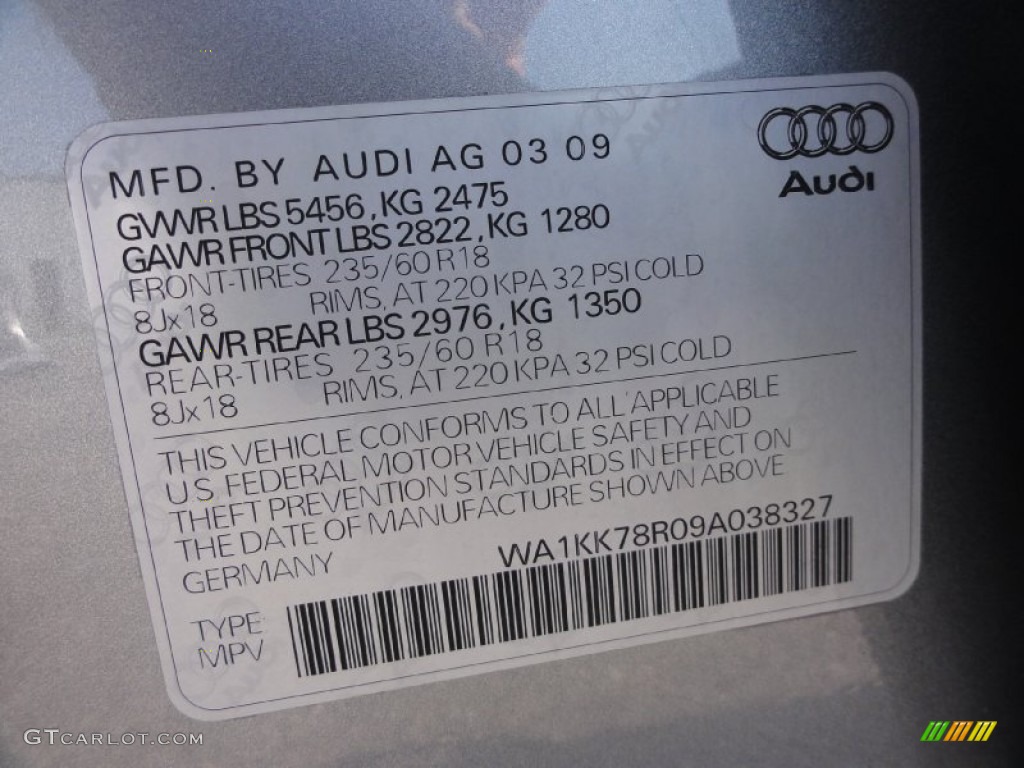 MFD. BY AUDI AG 03 09
Audi
GVWR LBS 5456, KG 2475
GAWR FRONT LBS 2822, KG 1280
FRONT-TIRES 235/60 R18
8Jx18 RIMS, AT 220 KPA 32 PSI COLD
GAWR REAR LBS 2976, KG 1350
REAR-TIRES 235/60 R18
8Jx18 RIMS, AT 220 KPA 32 PSI COLD
THIS VEHICLE CONFORMS TO ALL APPLICABLE
U.S. FEDERAL MOTOR VEHICLE SAFETY AND
THEFT PREVENTION STANDARDS IN EFFECT ON
THE DATE OF MANUFACTURE SHOWN ABOVE
GERMANY WA1KK78R09A038327
TYPE
MPV
GTCARLOT.COM